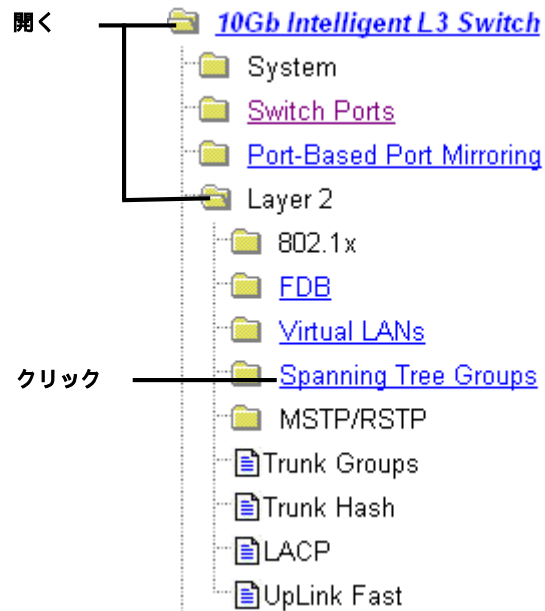 開く
10Gb Intelligent L3 Switch
System
Switch Ports
Port-Based Port Mirroring
Layer 2
802.1x
FDB
Virtual LANs
クリック
Spanning Tree Groups
MSTP/RSTP
Trunk Groups
Trunk Hash
LACP
UpLink Fast